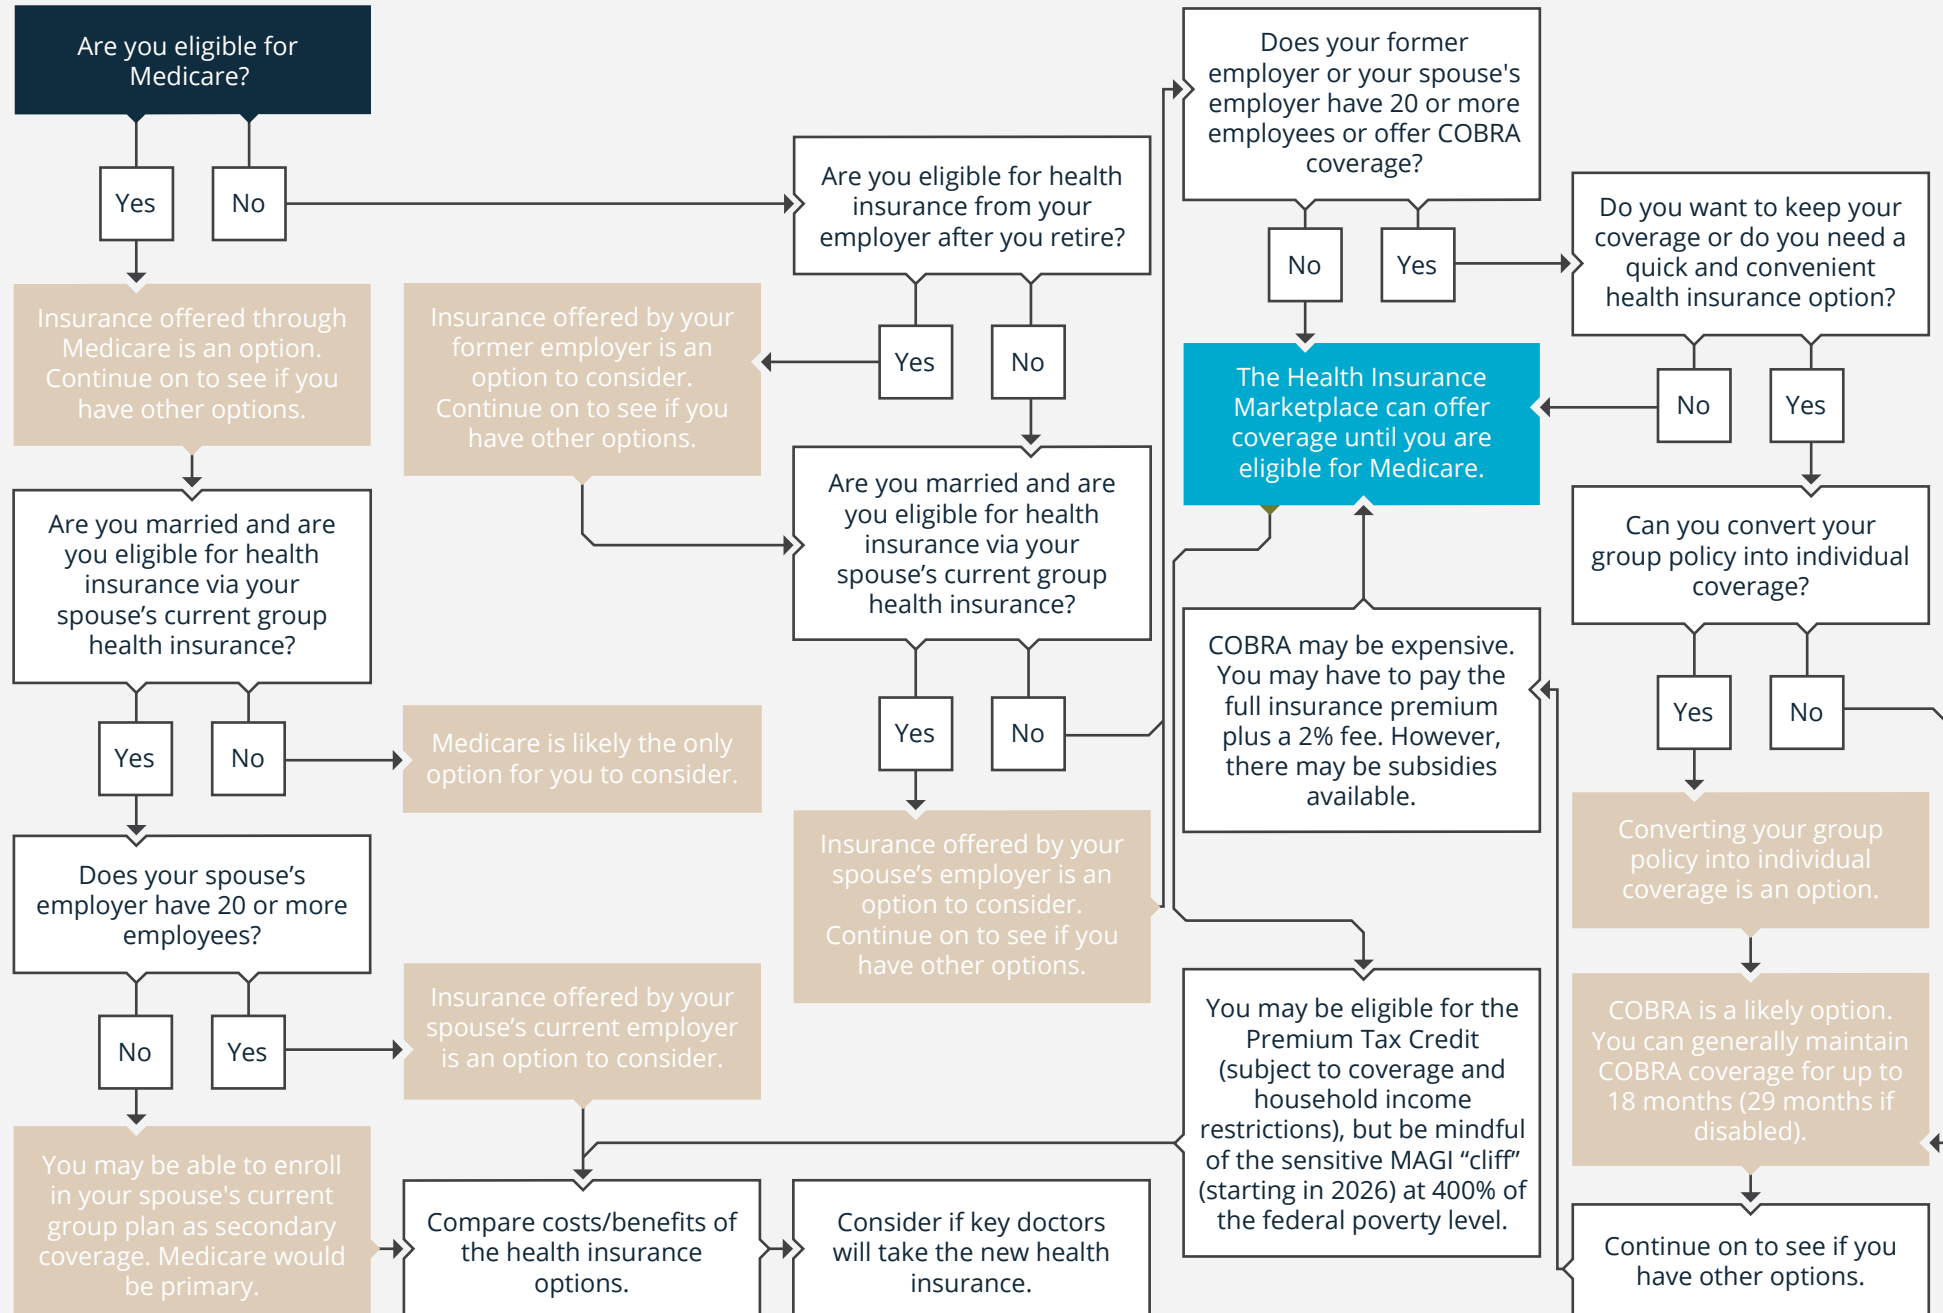 Are you eligible for
Medicare?
Yes
No
Insurance offered through
Medicare is an option.
Continue on to see if you
have other options.
Are you married and are
you eligible for health
insurance via your
spouse’s current group
health insurance?
Yes
No
Medicare is likely the only
option for you to consider.
Does your spouse’s
employer have 20 or more
employees?
No
Yes
Insurance offered by your
spouse’s current employer
is an option to consider.
You may be able to enroll
in your spouse's current
group plan as secondary
coverage. Medicare would
be primary.
Are you eligible for health
insurance from your
employer after you retire?
Yes
No
Insurance offered by your
former employer is an
option to consider.
Continue on to see if you
have other options.
Are you married and are
you eligible for health
insurance via your
spouse’s current group
health insurance?
Yes
No
Insurance offered by your
spouse’s employer is an
option to consider.
Continue on to see if you
have other options.
Does your former
employer or your spouse's
employer have 20 or more
employees or offer COBRA
coverage?
No
Yes
Do you want to keep your
coverage or do you need a
quick and convenient
health insurance option?
No
Yes
The Health Insurance
Marketplace can offer
coverage until you are
eligible for Medicare.
Can you convert your
group policy into individual
coverage?
Yes
No
Converting your group
policy into individual
coverage is an option.
COBRA is a likely option.
You can generally maintain
COBRA coverage for up to
18 months (29 months if
disabled).
Continue on to see if you
have other options.
COBRA may be expensive.
You may have to pay the
full insurance premium
plus a 2% fee. However,
there may be subsidies
available.
You may be eligible for the
Premium Tax Credit
(subject to coverage and
household income
restrictions), but be mindful
of the sensitive MAGI “cliff”
(starting in 2026) at 400% of
the federal poverty level.
Compare costs/benefits of
the health insurance
options.
Consider if key doctors
will take the new health
insurance.